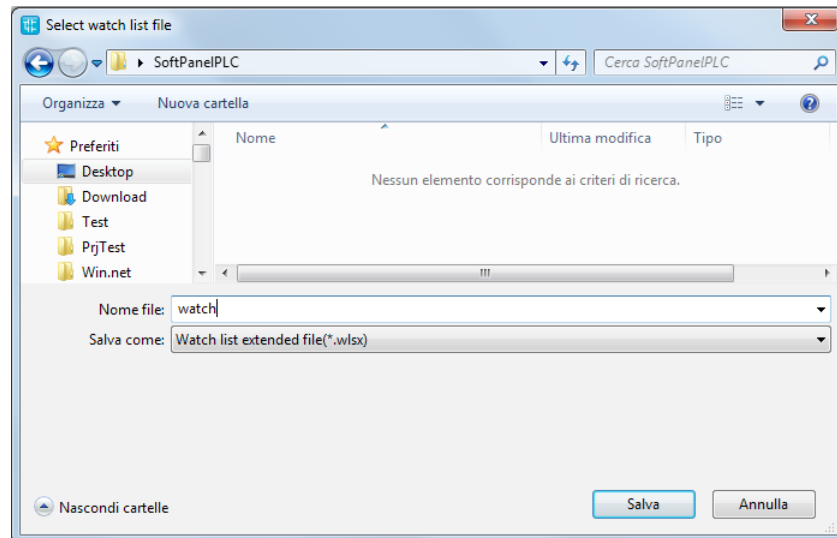 Select watch list file
SoftPanelPLC
Cerca SoftPanelPLC
Organizza
Nuova cartella
Preferiti
Desktop
Download
Test
PrjTest
Win.net
Nome
Ultima modifica
Tipo
Nessun elemento corrisponde ai criteri di ricerca.
Nome file: watch
Salva come: Watch list extended file(*.wlsx)
Nascondi cartelle
Salva
Annulla